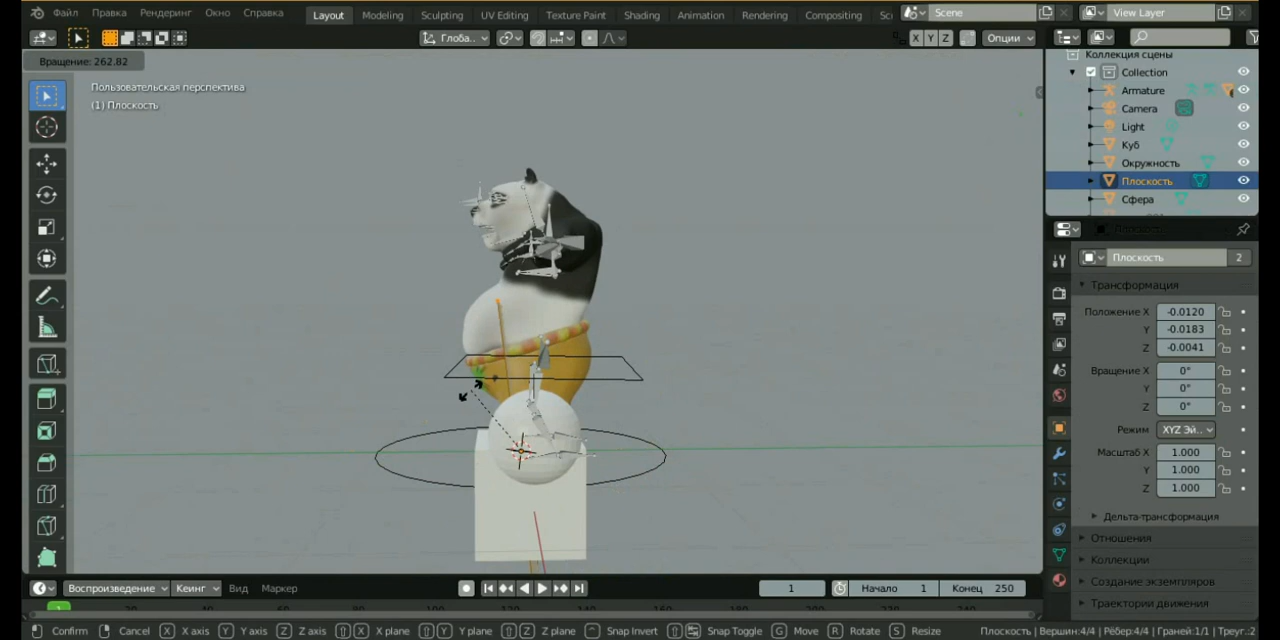 Файл Правка Рендеринг Окно Справка Layout Modeling Sculpting UV Editing Texture Paint Shading Animation Rendering Compositing Sc Scene View Layer
Глоба.. X Y Z Опции
Вращение: 262.82
Пользовательская перспектива
(1) Плоскость
Коллекция сцены
Collection
Armature
Camera
Light
Куб
Окружность
Плоскость
Сфера
Плоскость 2
Трансформация
Положение X -0.0120
Y -0.0183
Z -0.0041
Вращение X 0°
Y 0°
Z 0°
Режим XYZ Эй..
Масштаб X 1.000
Y 1.000
Z 1.000
Дельта-трансформация
Отношения
Коллекции
Создание экземпляров
Траектории движения
Воспроизведение Кеинг Вид Маркер 1 Начало 1 Конец 250
1
Confirm Cancel X X axis Y Y axis Z Z axis X X plane Y Y plane Z Z plane Snap Invert Snap Toggle G Move R Rotate S Resize Плоскость | Вершин:4/4 | Граней:1/1 | Треуг.:2